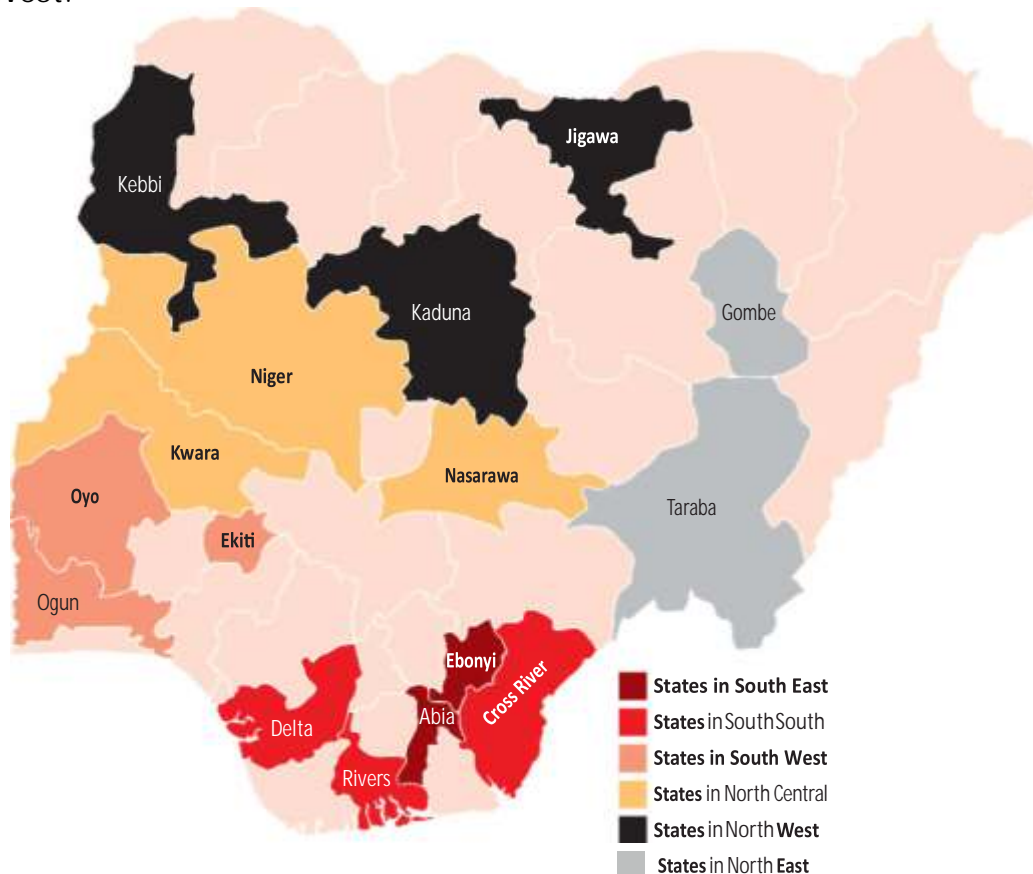 Jigawa
Kebbi
Kaduna
Gombe
Niger
Kwara
Nasarawa
Oyo
Taraba
Ekiti
Ogun
Ebonyi
Cross River
Abia
Delta
Rivers
States in South East
States in South South
States in South West
States in North Central
States in North West
States in North East